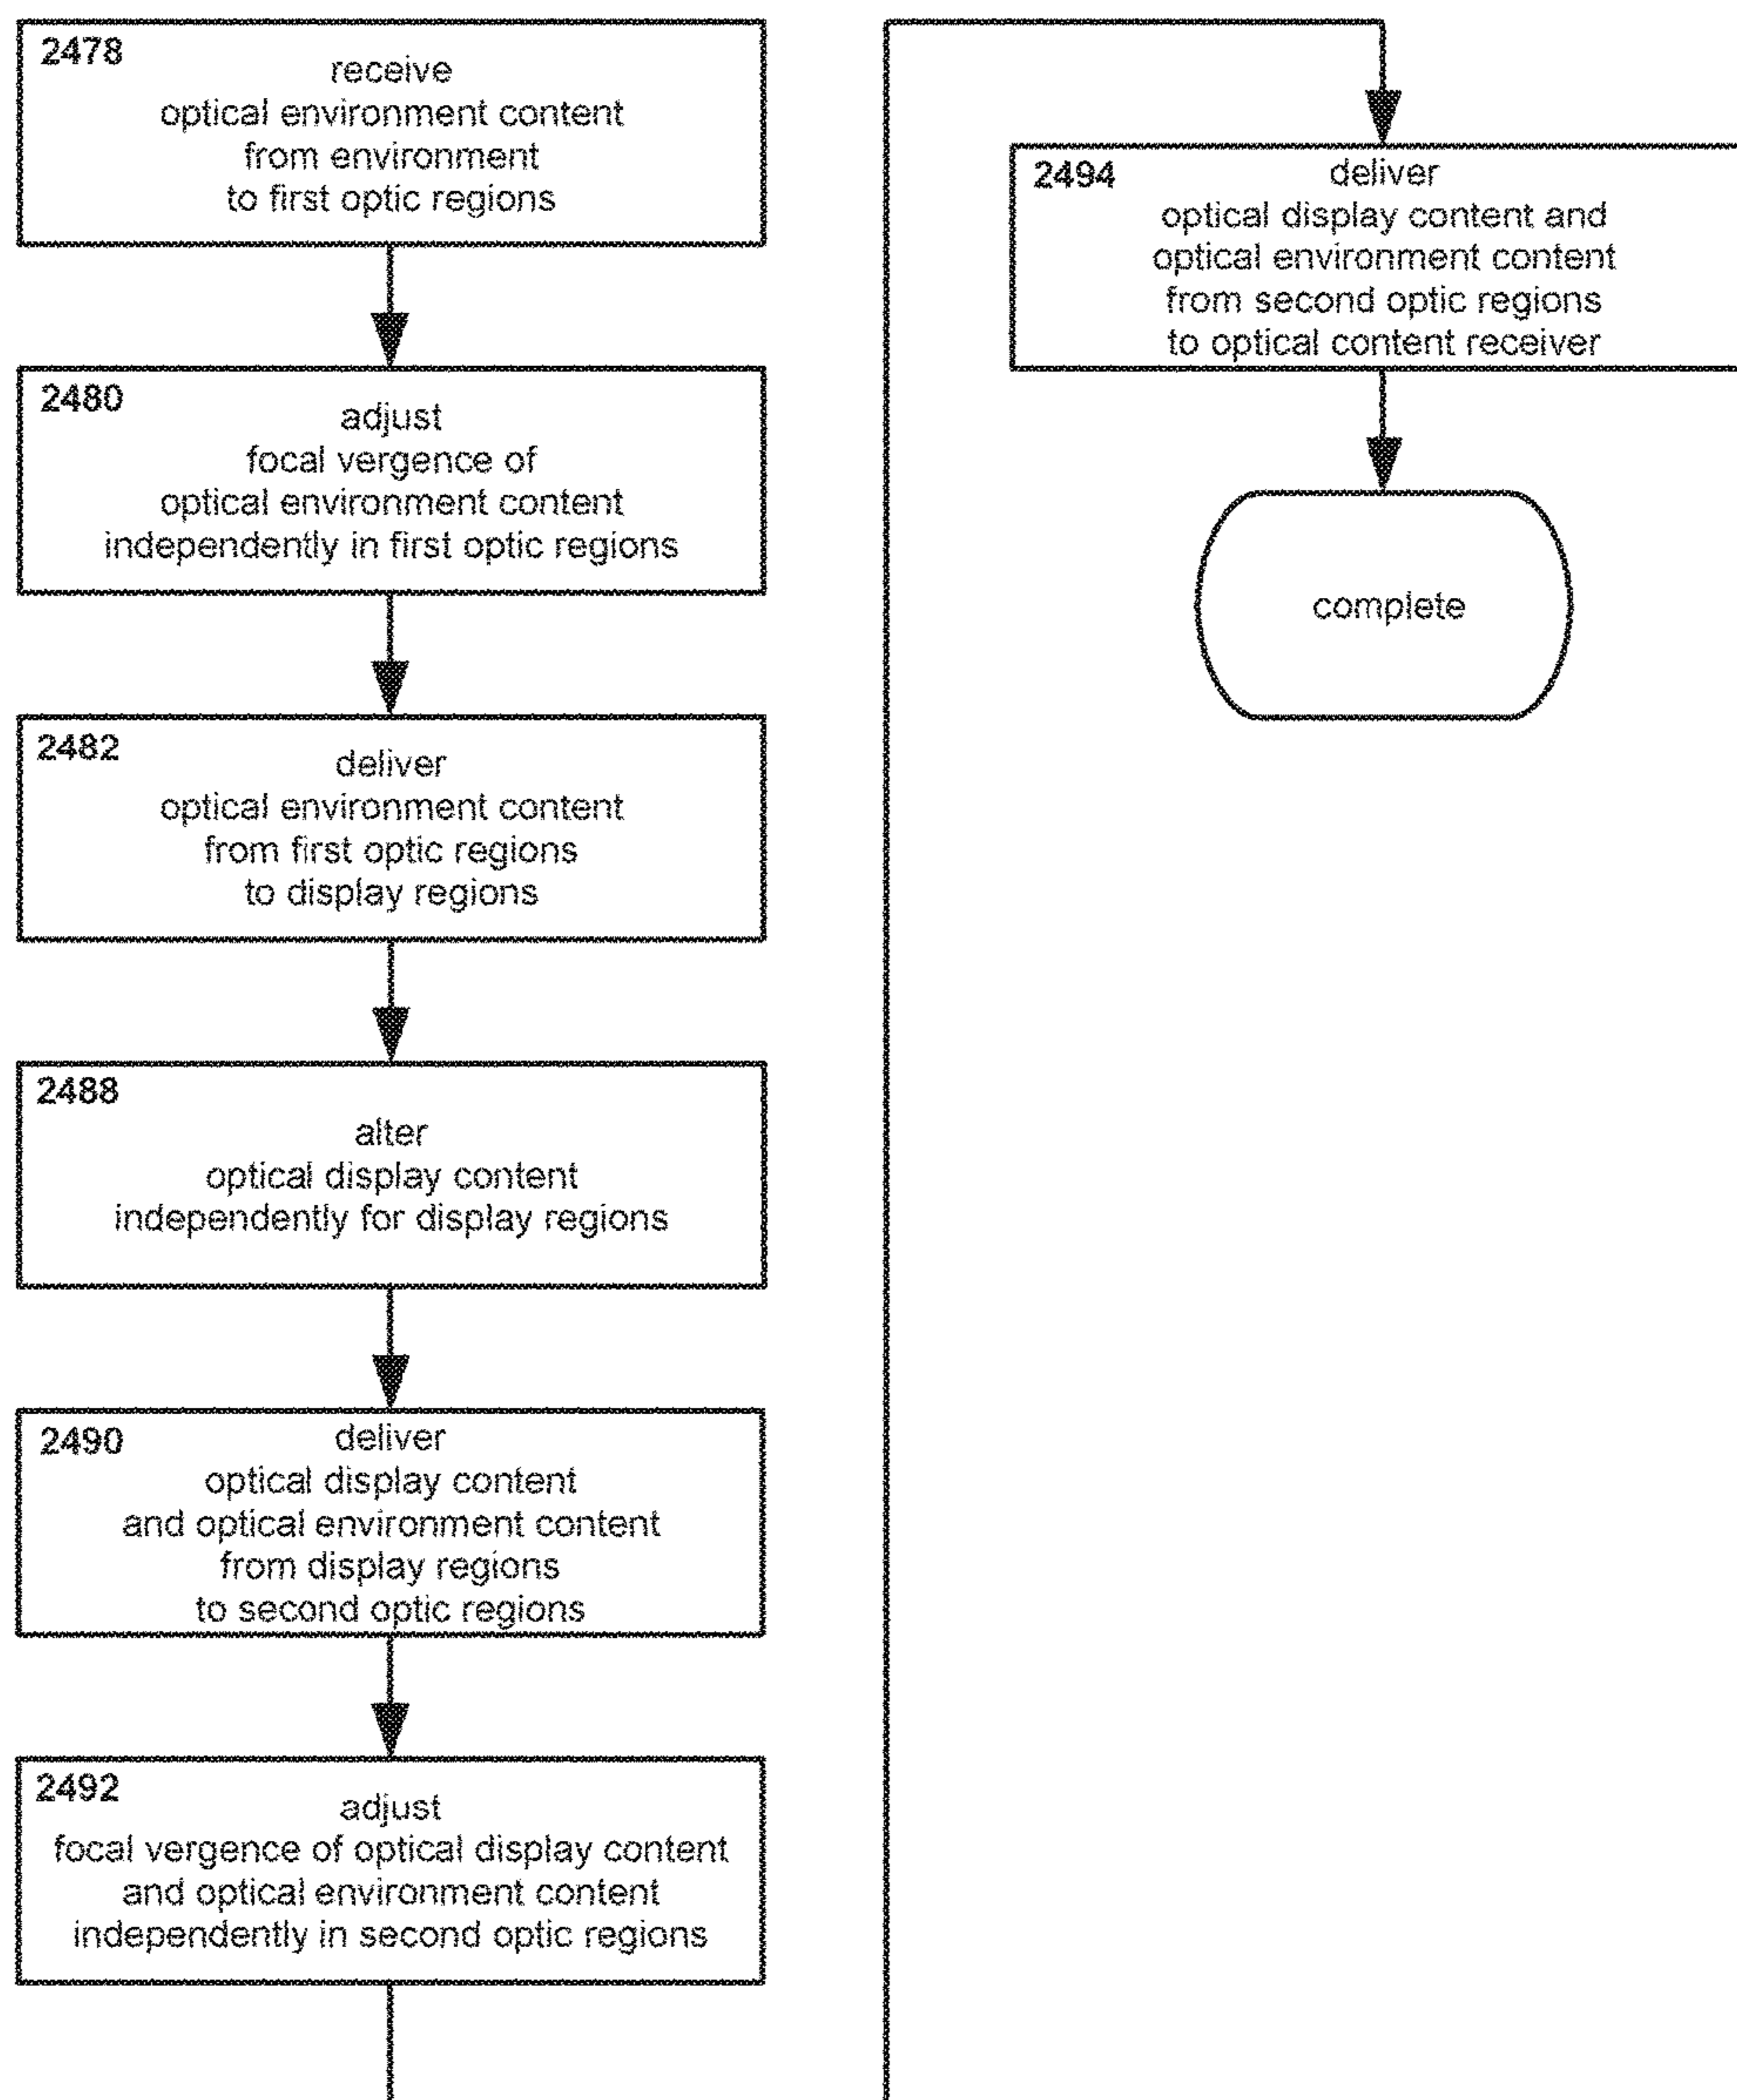 2478
receive
optical environment content
from environment
to first optic regions
2480
adjust
focal vergence of
optical environment content
independently in first optic regions
2482
deliver
optical environment content
from first optic regions
to display regions
2488
alter
optical display content
independently for display regions
2490
deliver
optical display content
and optical environment content
from display regions
to second optic regions
2492
adjust
focal vergence of optical display content
and optical environment content
independently in second optic regions
2494
deliver
optical display content and
optical environment content
from second optic regions
to optical content receiver
complete